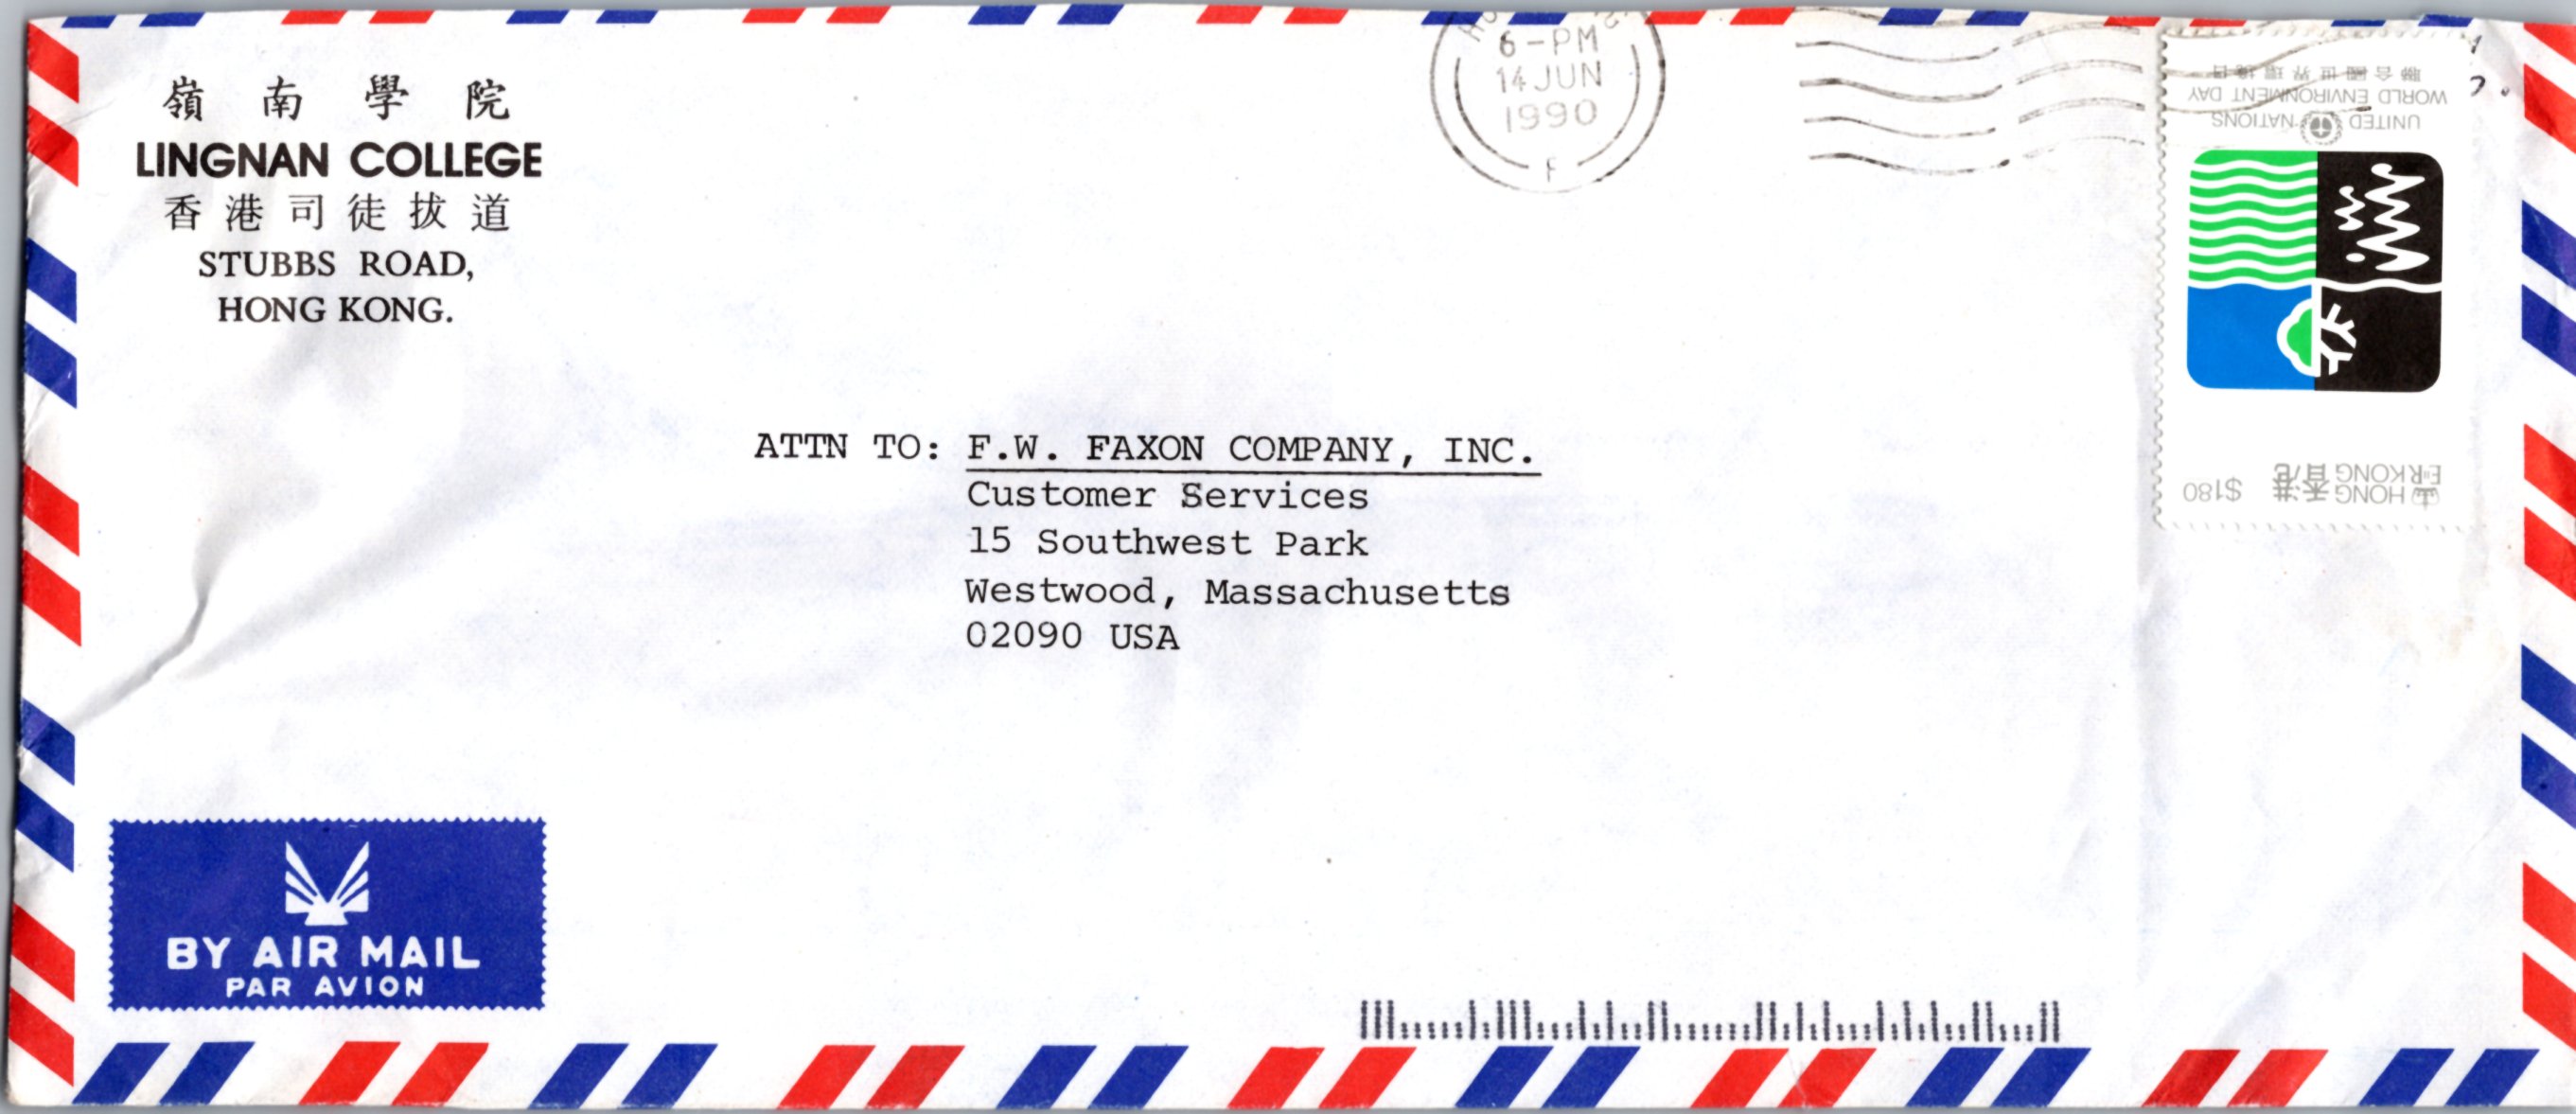 嶺南學院
LINGNAN COLLEGE
香港司徒拔道
STUBBS ROAD,
HONG KONG.
6-PM
14 JUN
1990
聯合國世界環境日
WORLD ENVIRONMENT DAY
UNITED NATIONS
HONG KONG 香港 $180
ATTN TO: F.W. FAXON COMPANY, INC.
Customer Services
15 Southwest Park
Westwood, Massachusetts
02090 USA
BY AIR MAIL
PAR AVION